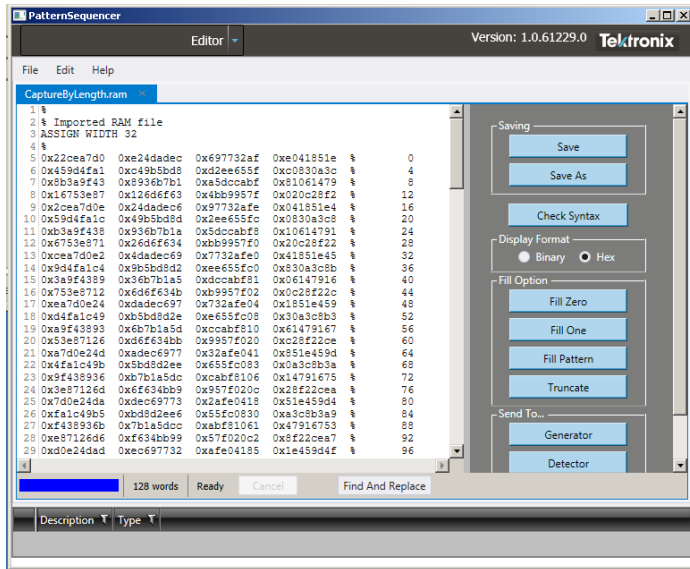 PatternSequencer
Editor
Version: 1.0.61229.0 Tektronix
File Edit Help
CaptureByLength.ram ×
1 %
2 % Imported RAM file
3 ASSIGN WIDTH 32
4 %
5 0x22cea7d0 0xe24dadec 0x697732af 0xe041851e % 0
6 0x459d4fa1 0xc49b5bd8 0xd2ee655f 0xc0830a3c % 4
7 0x8b3a9f43 0x8936b7b1 0xa5dccabf 0x81061479 % 8
8 0x16753e87 0x126d6f63 0x4bb9957f 0x020c28f2 % 12
9 0x2cea7d0e 0x24dadec6 0x97732afe 0x041851e4 % 16
10 0x59d4fa1c 0x49b5bd8d 0x2ee655fc 0x0830a3c8 % 20
11 0xb3a9f438 0x936b7b1a 0x5dccabf8 0x10614791 % 24
12 0x6753e871 0x26d6f634 0xbb9957f0 0x20c28f22 % 28
13 0xcea7d0e2 0x4dadec69 0x7732afe0 0x41851e45 % 32
14 0x9d4fa1c4 0x9b5bd8d2 0xee655fc0 0x830a3c8b % 36
15 0x3a9f4389 0x36b7b1a5 0xdccabf81 0x06147916 % 40
16 0x753e8712 0x6d6f634b 0xb9957f02 0x0c28f22c % 44
17 0xea7d0e24 0xdadec697 0x732afe04 0x1851e459 % 48
18 0xd4fa1c49 0xb5bd8d2e 0xe655fc08 0x30a3c8b3 % 52
19 0xa9f43893 0x6b7b1a5d 0xccabf810 0x61479167 % 56
20 0x53e87126 0xd6f634bb 0x9957f020 0xc28f22ce % 60
21 0xa7d0e24d 0xadec6977 0x32afe041 0x851e459d % 64
22 0x4fa1c49b 0x5bd8d2ee 0x655fc083 0x0a3c8b3a % 68
23 0x9f438936 0xb7b1a5dc 0xcabf8106 0x14791675 % 72
24 0x3e87126d 0x6f634bb9 0x957f020c 0x28f22cea % 76
25 0x7d0e24da 0xdec69773 0x2afe0418 0x51e459d4 % 80
26 0xfa1c49b5 0xbd8d2ee6 0x55fc0830 0xa3c8b3a9 % 84
27 0xf438936b 0x7b1a5dcc 0xabf81061 0x47916753 % 88
28 0xe87126d6 0xf634bb99 0x57f020c2 0x8f22cea7 % 92
29 0xd0e24dad 0xec697732 0xafe04185 0x1e459d4f % 96
Saving
Save
Save As
Check Syntax
Display Format
Binary Hex
Fill Option
Fill Zero
Fill One
Fill Pattern
Truncate
Send To...
Generator
Detector
128 words Ready Cancel Find And Replace
Description Type